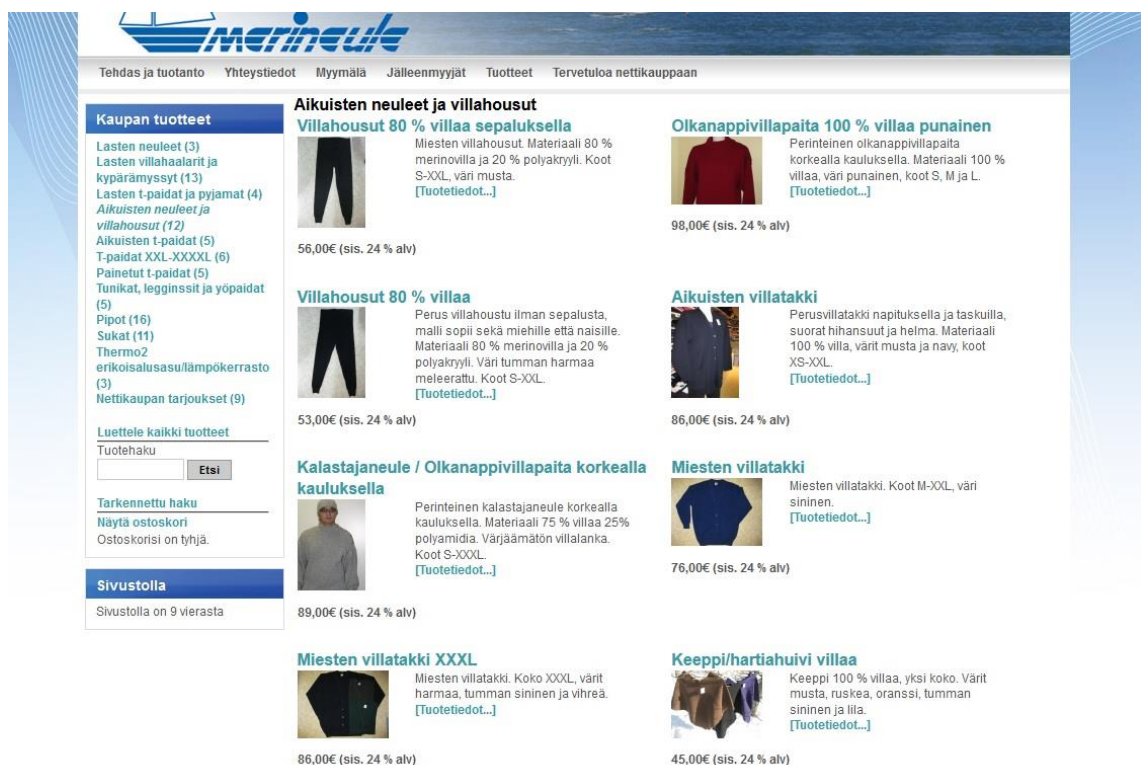 merineule
Tehdas ja tuotanto Yhteystiedot Myymälä Jälleenmyyjät Tuotteet Tervetuloa nettikauppaan
Kaupan tuotteet
Lasten neuleet (3)
Lasten villahaalarit ja
kypärämyssyt (13)
Lasten t-paidat ja pyjamat (4)
Aikuisten neuleet ja
villahousut (12)
Aikuisten t-paidat (5)
T-paidat XXL-XXXXL (6)
Painetut t-paidat (5)
Tunikat, legginssit ja yöpaidat
(5)
Pipot (16)
Sukat (11)
Thermo2
erikoisalusasu/lämpökerrasto
(3)
Nettikaupan tarjoukset (9)
Luettele kaikki tuotteet
Tuotehaku
Etsi
Tarkennettu haku
Näytä ostoskori
Ostoskorisi on tyhjä.
Sivustolla
Sivustolla on 9 vierasta
Aikuisten neuleet ja villahousut
Villahousut 80 % villaa sepaluksella
Miesten villahousut. Materiaali 80 %
merinovilla ja 20 % polyakryyli. Koot
S-XXL, väri musta.
[Tuotetiedot...]
56,00€ (sis. 24 % alv)
Olkanappivillapaita 100 % villaa punainen
Perinteinen olkanappivillapaita
korkealla kauluksella. Materiaali 100 %
villaa, väri punainen, koot S, M ja L.
[Tuotetiedot...]
98,00€ (sis. 24 % alv)
Villahousut 80 % villaa
Perus villahoustu ilman sepalusta,
malli sopii sekä miehille että naisille.
Materiaali 80 % merinovilla ja 20 %
polyakryyli. Väri tumman harmaa
meleerattu. Koot S-XXL.
[Tuotetiedot...]
53,00€ (sis. 24 % alv)
Aikuisten villatakki
Perusvillatakki napituksella ja taskuilla,
suorat hihansuut ja helma. Materiaali
100 % villa, värit musta ja navy, koot
XS-XXL.
[Tuotetiedot...]
86,00€ (sis. 24 % alv)
Kalastajaneule / Olkanappivillapaita korkealla
kauluksella
Perinteinen kalastajaneule korkealla
kauluksella. Materiaali 75 % villaa 25%
polyamidia. Värjäämätön villalanka.
Koot S-XXXL.
[Tuotetiedot...]
89,00€ (sis. 24 % alv)
Miesten villatakki
Miesten villatakki. Koot M-XXL, väri
sininen.
[Tuotetiedot...]
76,00€ (sis. 24 % alv)
Miesten villatakki XXXL
Miesten villatakki. Koko XXXL, värit
harmaa, tumman sininen ja vihreä.
[Tuotetiedot...]
86,00€ (sis. 24 % alv)
Keeppi/hartiahuivi villaa
Keeppi 100 % villaa, yksi koko. Värit
musta, ruskea, oranssi, tumman
sininen ja lila.
[Tuotetiedot...]
45,00€ (sis. 24 % alv)